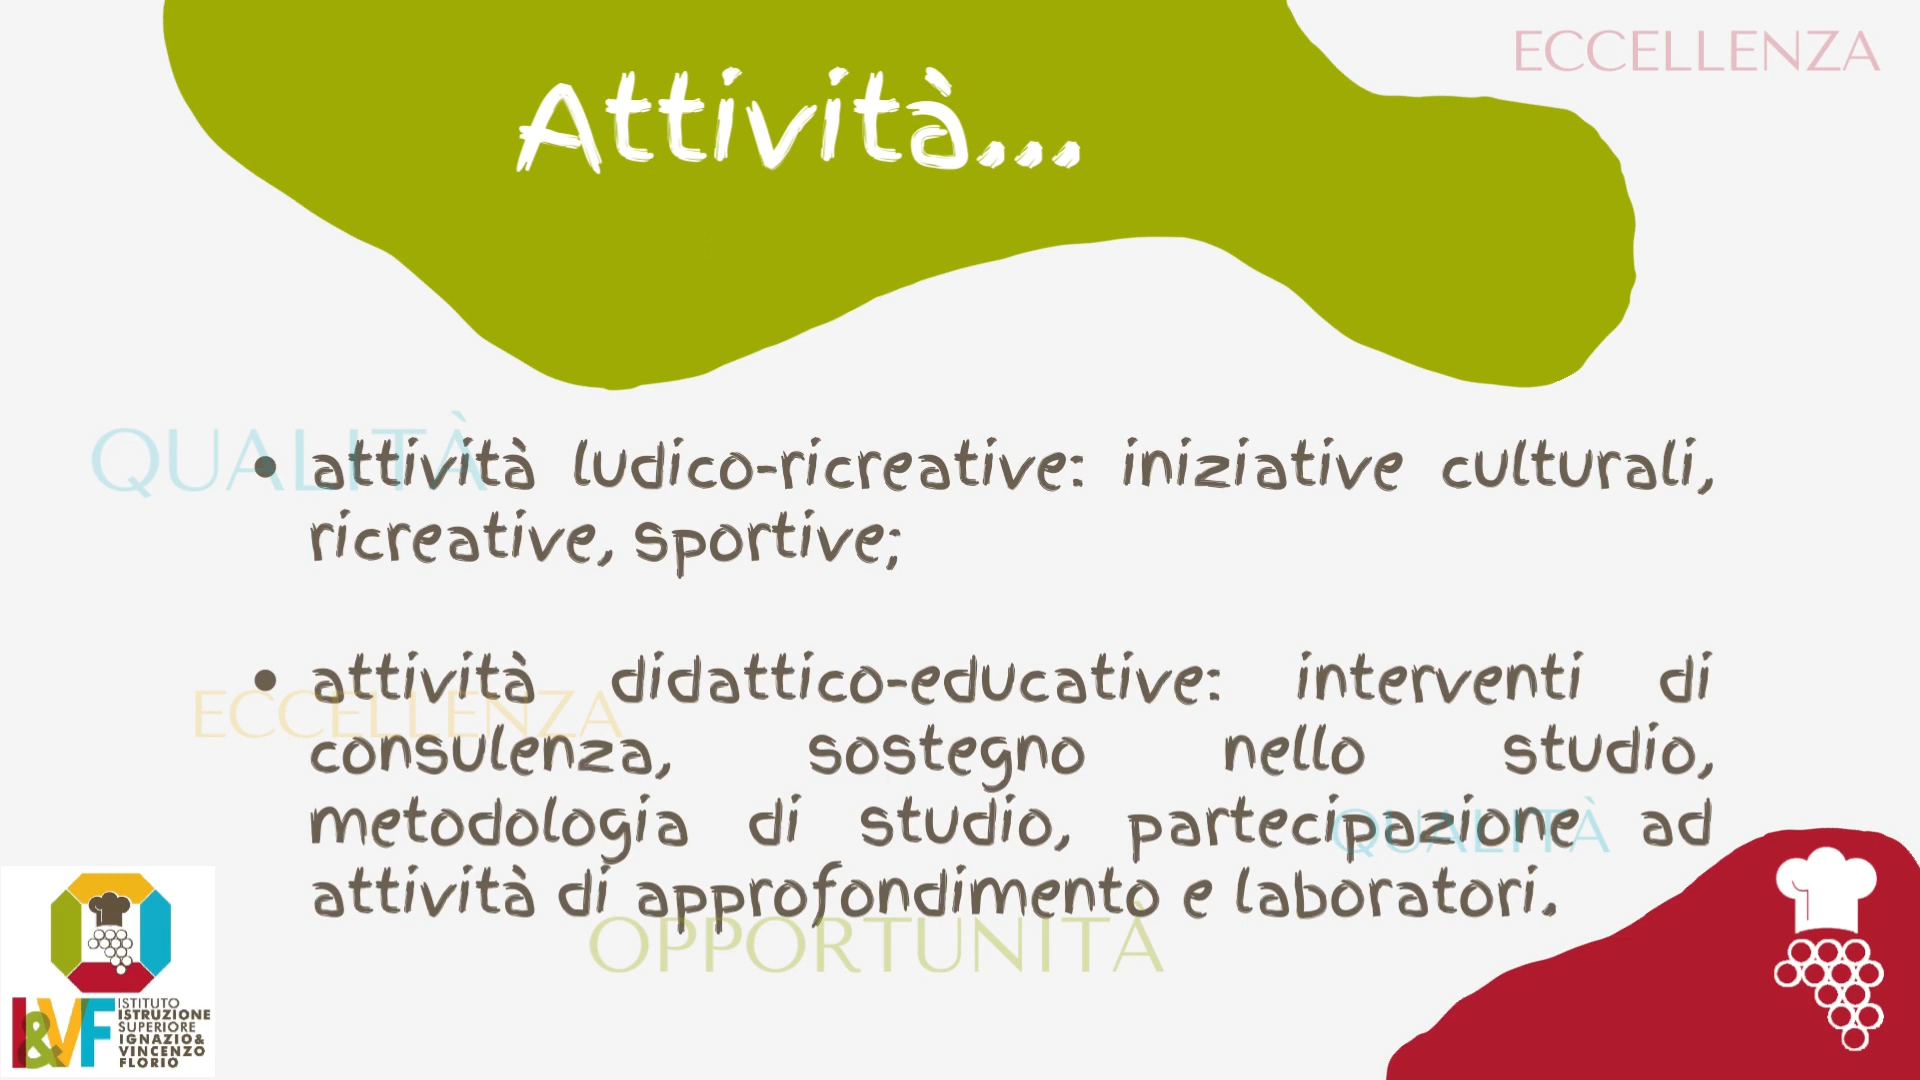 ECCELLENZA
Attività...
QUALITÀ
• attività ludico-ricreative: iniziative culturali,
ricreative, sportive;
• attività didattico-educative: interventi di
ECCELLENZA
consulenza, sostegno nello studio,
metodologia di studio, partecipazione ad
QUALITÀ
attività di approfondimento e laboratori.
OPPORTUNITÀ
I&VF
ISTITUTO
ISTRUZIONE
SUPERIORE
IGNAZIO&
VINCENZO
FLORIO